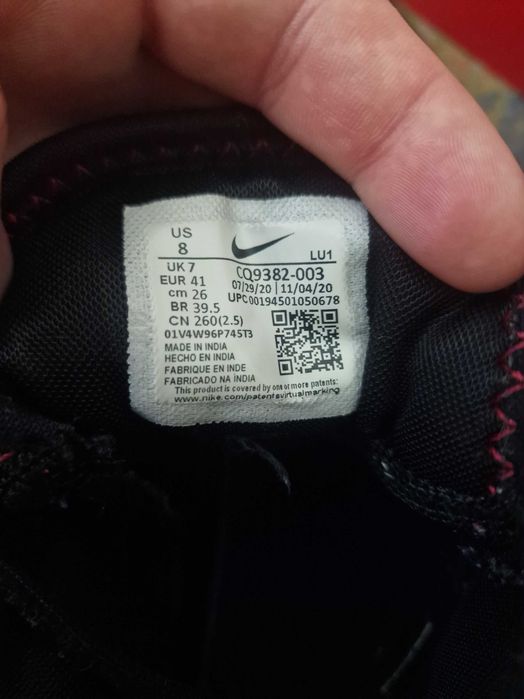 US
8
LU1
UK 7
EUR 41
cm 26
BR 39.5
CN 260(2.5)
CQ9382-003
07/29/20 | 11/04/20
UPC 00194501050678
01V4W96P745T3
MADE IN INDIA
HECHO EN INDIA
FABRIQUE EN INDE
FABRICADO NA INDIA
This product is covered by one or more patents:
www.nike.com/patentsvirtualmarking